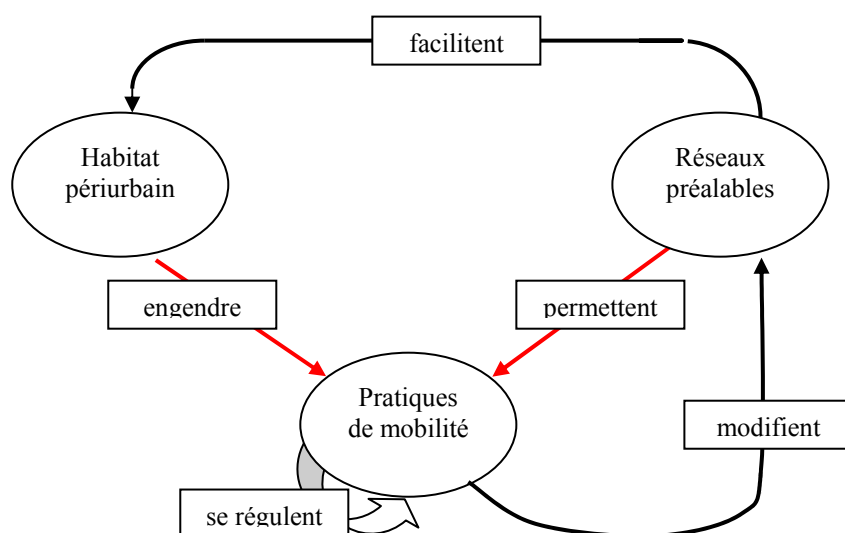 facilitent
Habitat
périurbain
Réseaux
préalables
engendre
permettent
Pratiques
de mobilité
modifient
se régulent